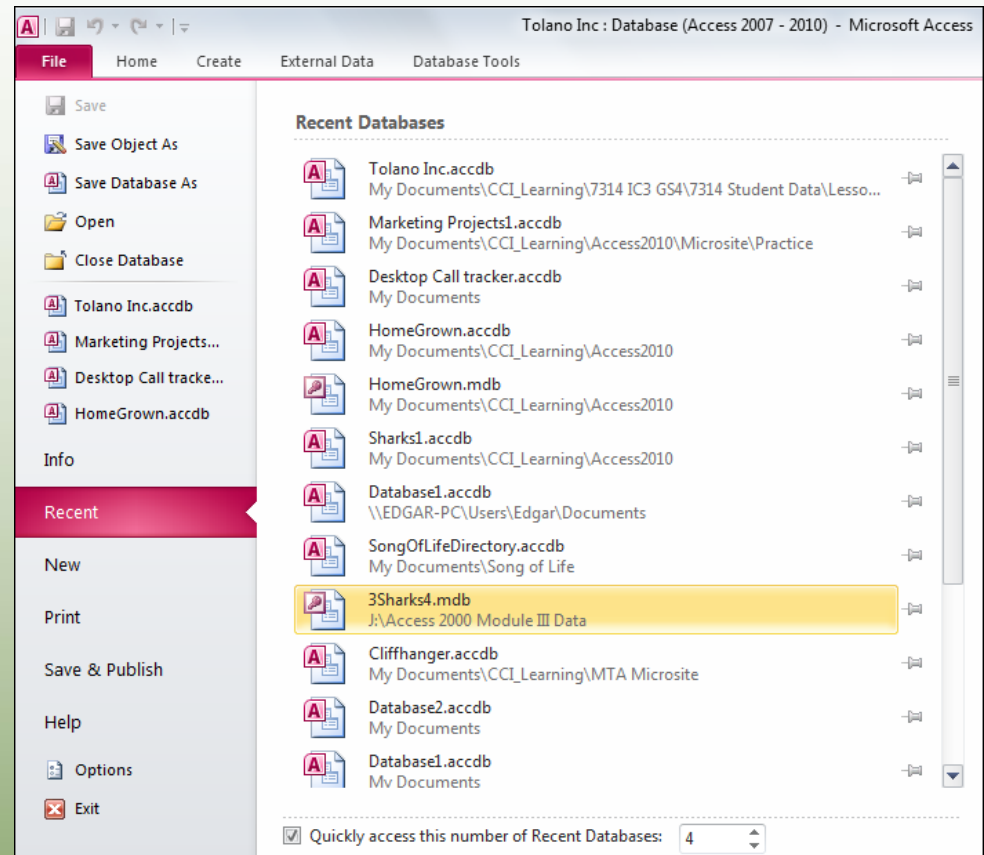 Tolano Inc : Database (Access 2007 - 2010) - Microsoft Access
File Home Create External Data Database Tools
Save
Save Object As
Save Database As
Open
Close Database
Tolano Inc.accdb
Marketing Projects...
Desktop Call tracke...
HomeGrown.accdb
Info
Recent
New
Print
Save & Publish
Help
Options
Exit
Recent Databases
Tolano Inc.accdb
My Documents\CCI_Learning\7314 IC3 GS4\7314 Student Data\Lesso...
Marketing Projects1.accdb
My Documents\CCI_Learning\Access2010\Microsite\Practice
Desktop Call tracker.accdb
My Documents
HomeGrown.accdb
My Documents\CCI_Learning\Access2010
HomeGrown.mdb
My Documents\CCI_Learning\Access2010
Sharks1.accdb
My Documents\CCI_Learning\Access2010
Database1.accdb
\\EDGAR-PC\Users\Edgar\Documents
SongOfLifeDirectory.accdb
My Documents\Song of Life
3Sharks4.mdb
J:\Access 2000 Module III Data
Cliffhanger.accdb
My Documents\CCI_Learning\MTA Microsite
Database2.accdb
My Documents
Database1.accdb
My Documents
Quickly access this number of Recent Databases: 4